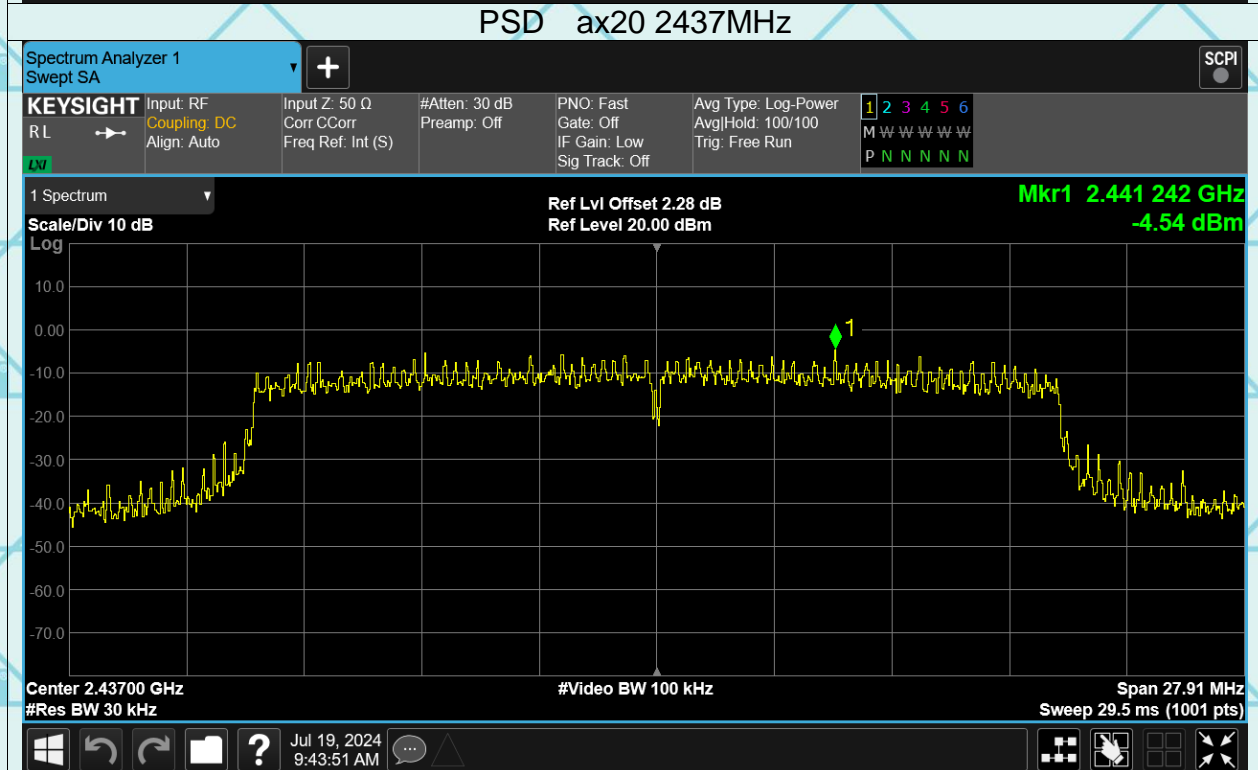 PSD ax20 2437MHz
Spectrum Analyzer 1
Swept SA
+
SCPI
KEYSIGHT
R L
LXI
Input: RF
Coupling: DC
Align: Auto
Input Z: 50 Ω
Corr CCorr
Freq Ref: Int (S)
#Atten: 30 dB
Preamp: Off
PNO: Fast
Gate: Off
IF Gain: Low
Sig Track: Off
Avg Type: Log-Power
Avg|Hold: 100/100
Trig: Free Run
1 2 3 4 5 6
M W W W W W
P N N N N N
1 Spectrum
Scale/Div 10 dB
Ref Lvl Offset 2.28 dB
Ref Level 20.00 dBm
Mkr1 2.441 242 GHz
-4.54 dBm
Log
10.0
0.00
-10.0
-20.0
-30.0
-40.0
-50.0
-60.0
-70.0
1
Center 2.43700 GHz
#Res BW 30 kHz
#Video BW 100 kHz
Span 27.91 MHz
Sweep 29.5 ms (1001 pts)
?
Jul 19, 2024
9:43:51 AM